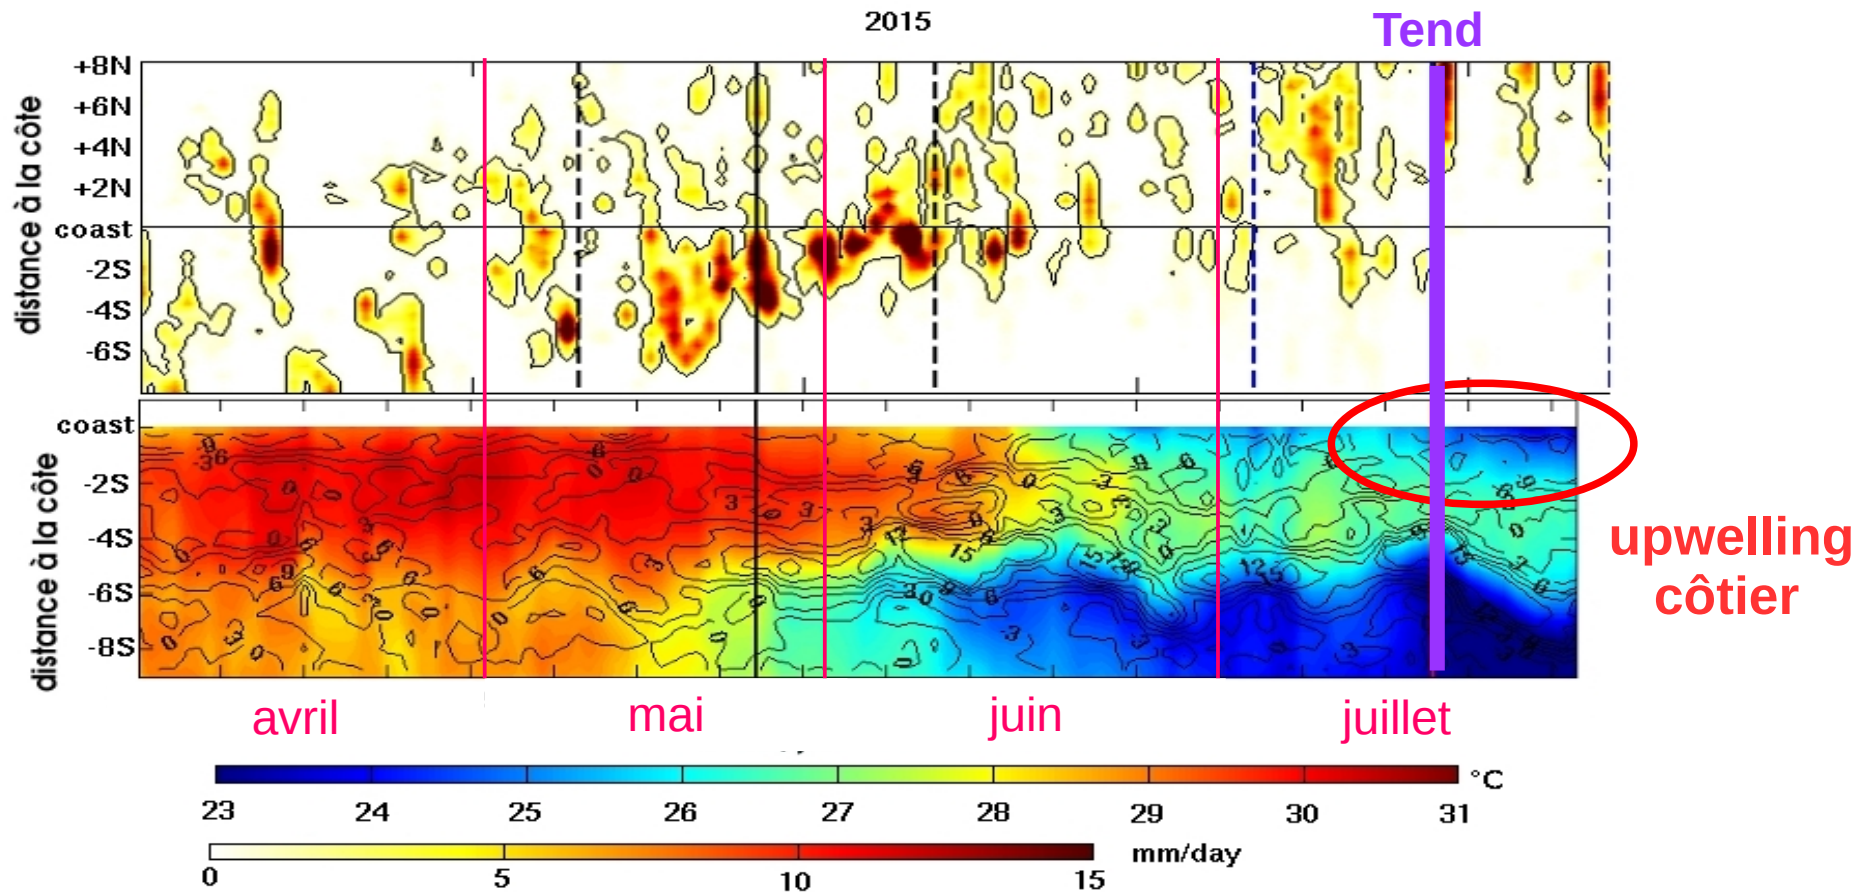 2015
Tend
+8N
+6N
+4N
+2N
coast
-2S
-4S
-6S
distance à la côte
coast
-2S
-4S
-6S
-8S
distance à la côte
upwelling
côtier
avril mai juin juillet
°C
23 24 25 26 27 28 29 30 31
mm/day
0 5 10 15